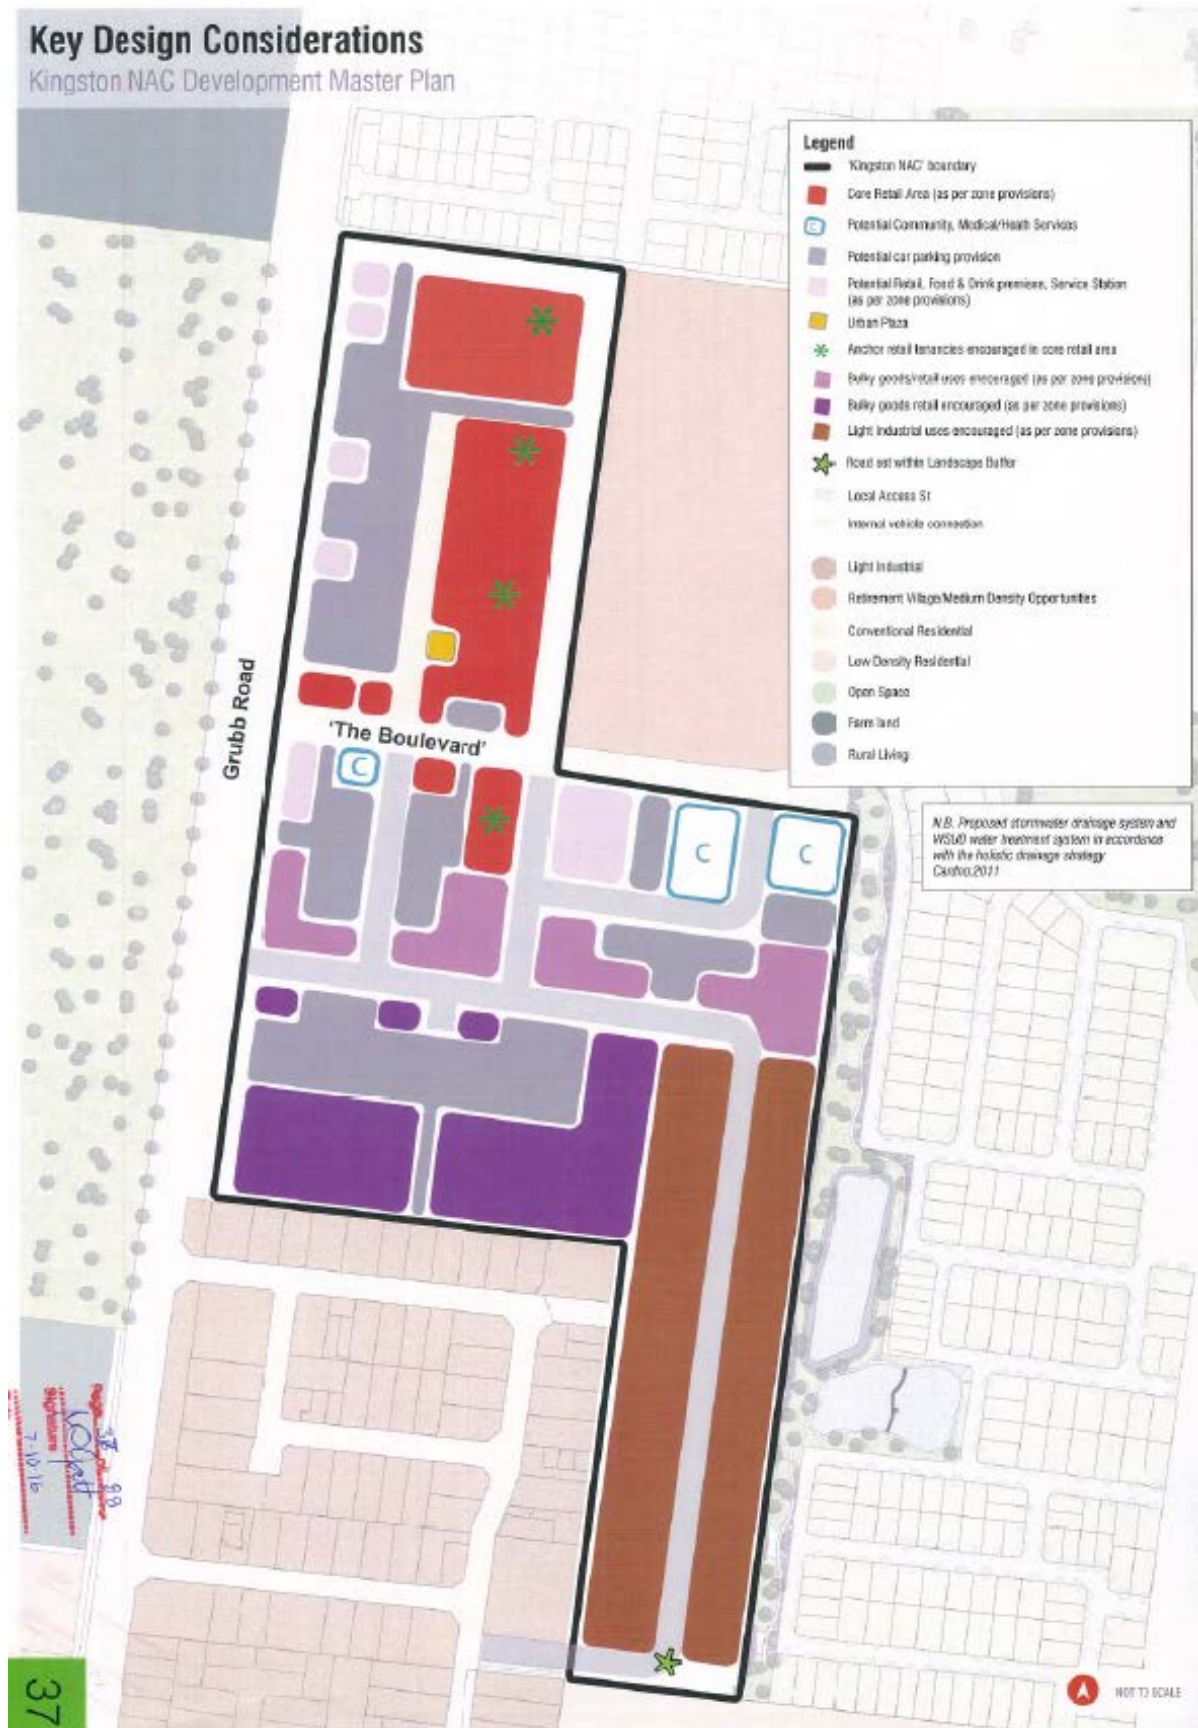 Key Design Considerations
Kingston NAC Development Master Plan
Legend
'Kingston NAC' boundary
Core Retail Area (as per zone provisions)
C
Potential Community, Medical/Health Services
Potential car parking provision
Potential Retail, Food & Drink premises, Service Station
(as per zone provisions)
Urban Plaza
Anchor retail tenancies encouraged in core retail area
Bulky goods/retail uses encouraged (as per zone provisions)
Bulky goods retail encouraged (as per zone provisions)
Light Industrial uses encouraged (as per zone provisions)
Road set within Landscape Buffer
Local Access St
Internal vehicle connection
Light Industrial
Retirement Village/Medium Density Opportunities
Conventional Residential
Low Density Residential
Open Space
Farm land
Rural Living
Grubb Road
'The Boulevard'
C
C
C
N.B. Proposed stormwater drainage system and
WSUD water treatment system in accordance
with the holistic drainage strategy
Cardno,2011
Page
Signature
7-10-16
37
NOT TO SCALE